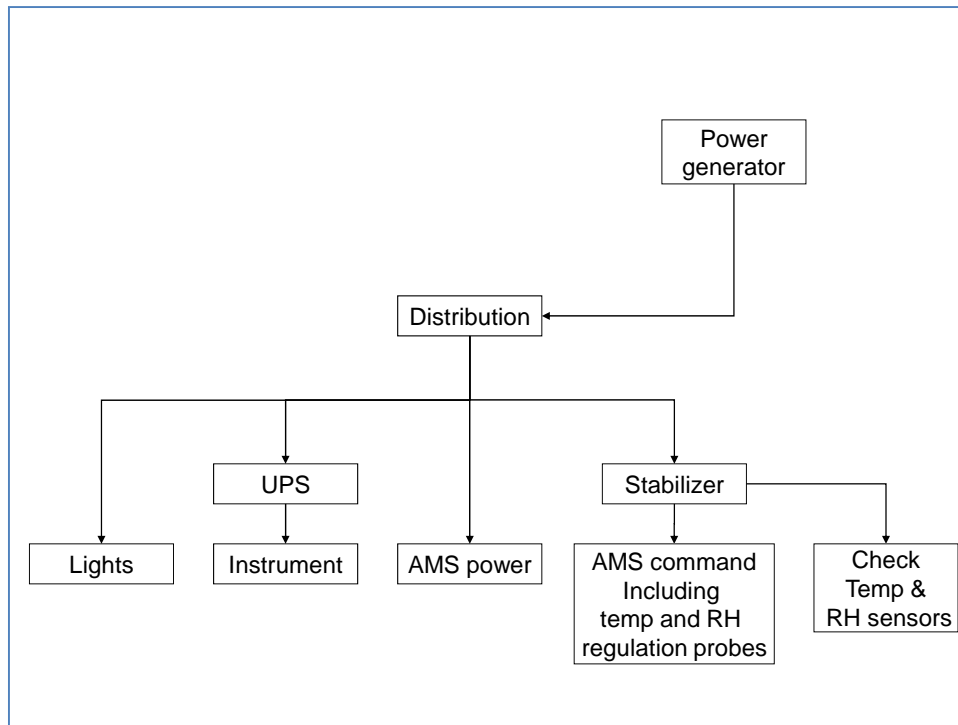 Power
generator
Distribution
UPS
Stabilizer
Lights
Instrument
AMS power
AMS command
Including
temp and RH
regulation probes
Check
Temp &
RH sensors